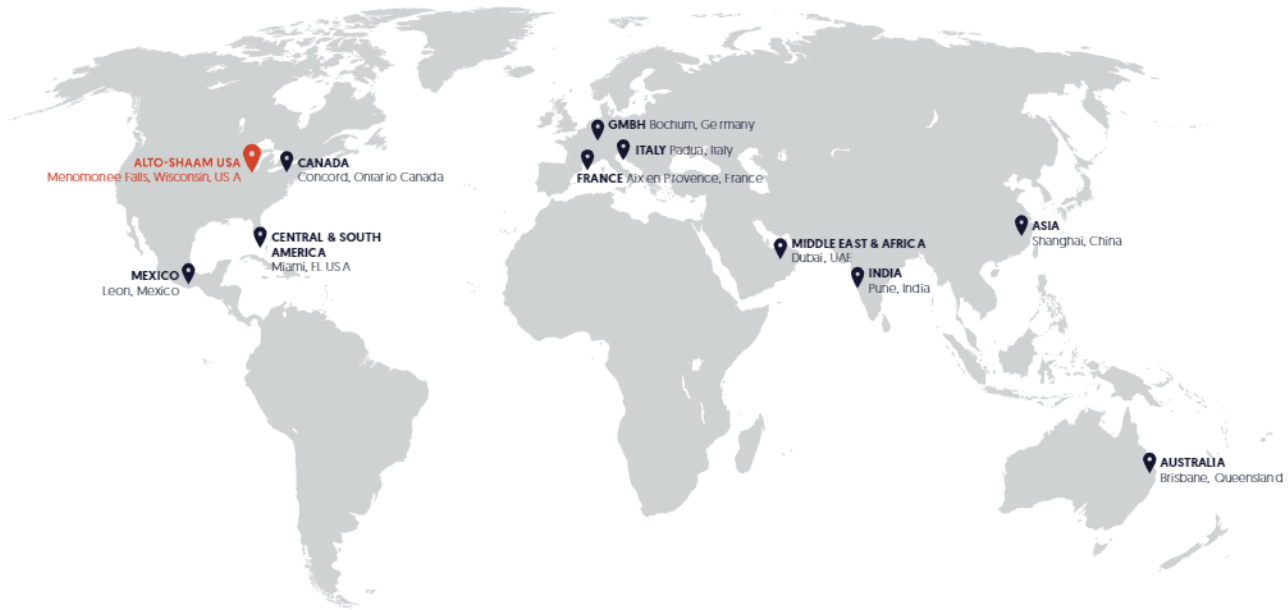 GMBH Bochum, Germany
ITALY Padua, Italy
ALTO-SHAAM USA
Menomonee Falls, Wisconsin, US A
CANADA
Concord, Ontario Canada
FRANCE Aix en Provence, France
ASIA
Shanghai, China
CENTRAL & SOUTH
AMERICA
Miami, FL USA
MIDDLE EAST & AFRICA
Dubai, UAE
MEXICO
Leon, Mexico
INDIA
Pune, India
AUSTRALIA
Brisbane, Queensland